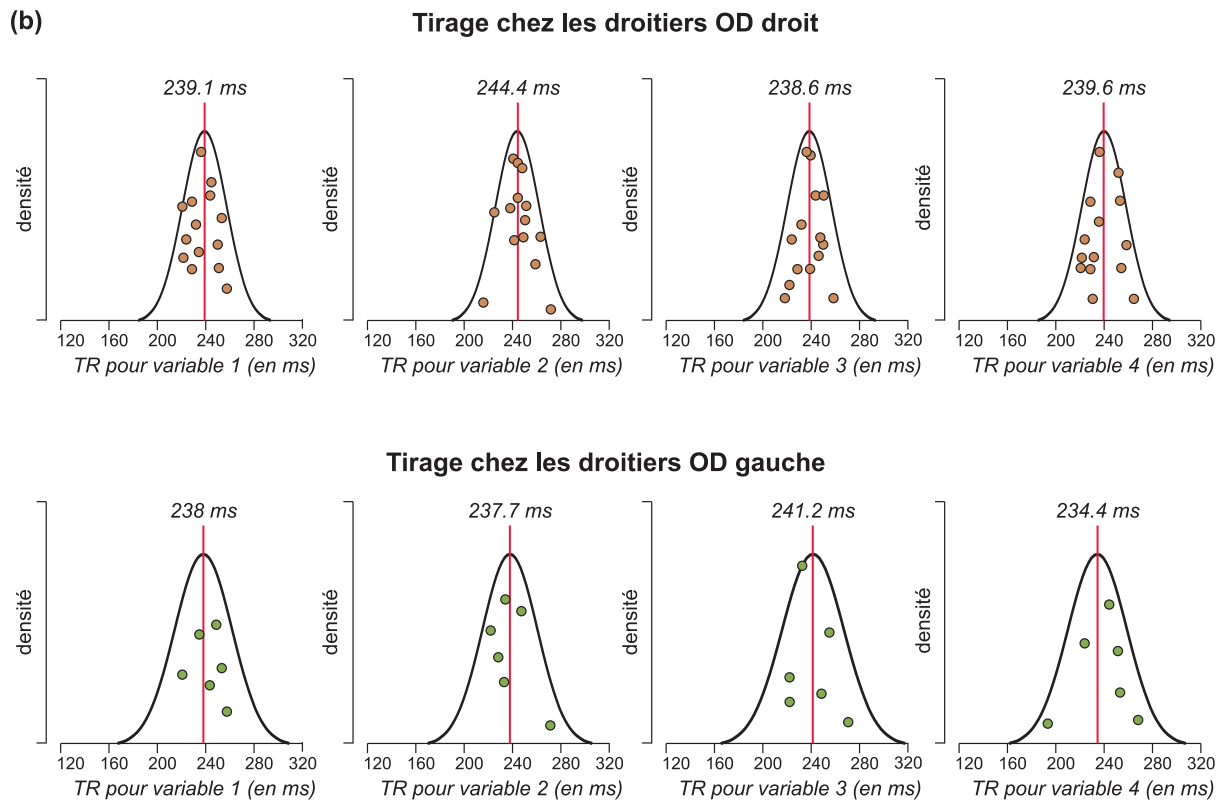 (b)
Tirage chez les droitiers OD droit
239.1 ms 244.4 ms 238.6 ms 239.6 ms
densité densité densité densité
120 160 200 240 280 320 120 160 200 240 280 320 120 160 200 240 280 320 120 160 200 240 280 320
TR pour variable 1 (en ms) TR pour variable 2 (en ms) TR pour variable 3 (en ms) TR pour variable 4 (en ms)
Tirage chez les droitiers OD gauche
238 ms 237.7 ms 241.2 ms 234.4 ms
densité densité densité densité
120 160 200 240 280 320 120 160 200 240 280 320 120 160 200 240 280 320 120 160 200 240 280 320
TR pour variable 1 (en ms) TR pour variable 2 (en ms) TR pour variable 3 (en ms) TR pour variable 4 (en ms)